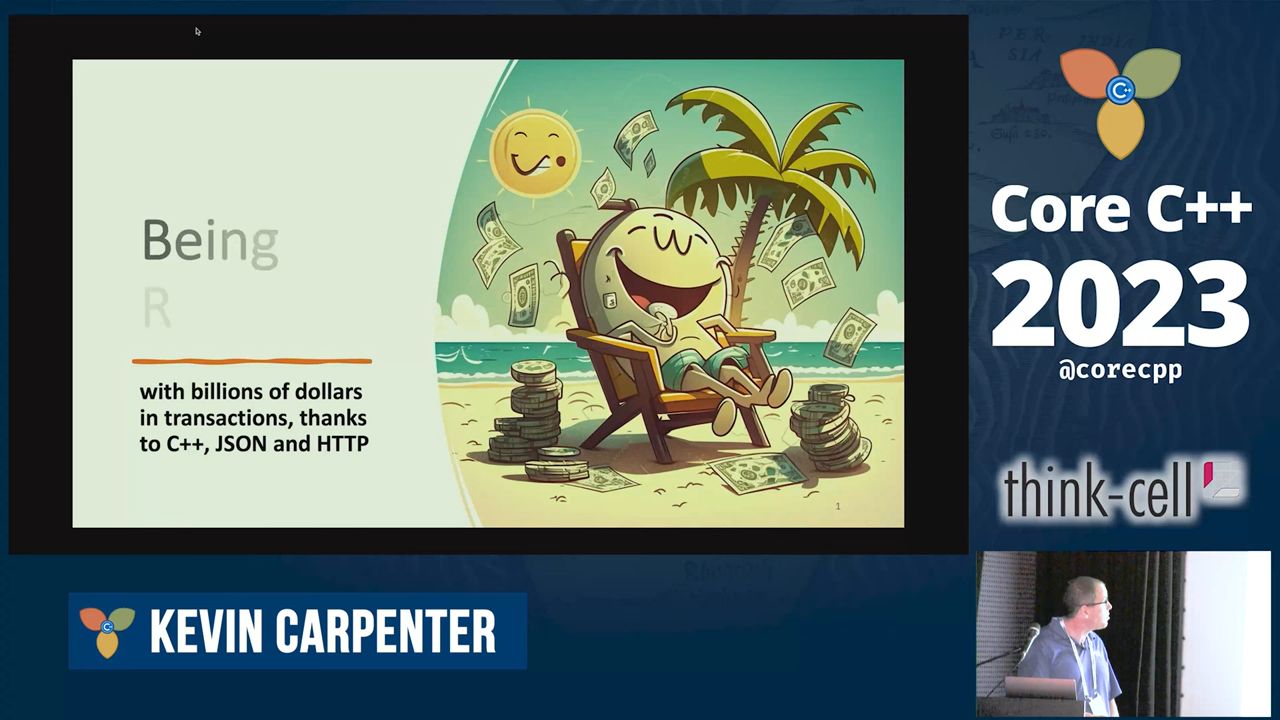 Being
R
with billions of dollars
in transactions, thanks
to C++, JSON and HTTP
1
C++
Core C++
2023
@corecpp
think-cell
C++
KEVIN CARPENTER